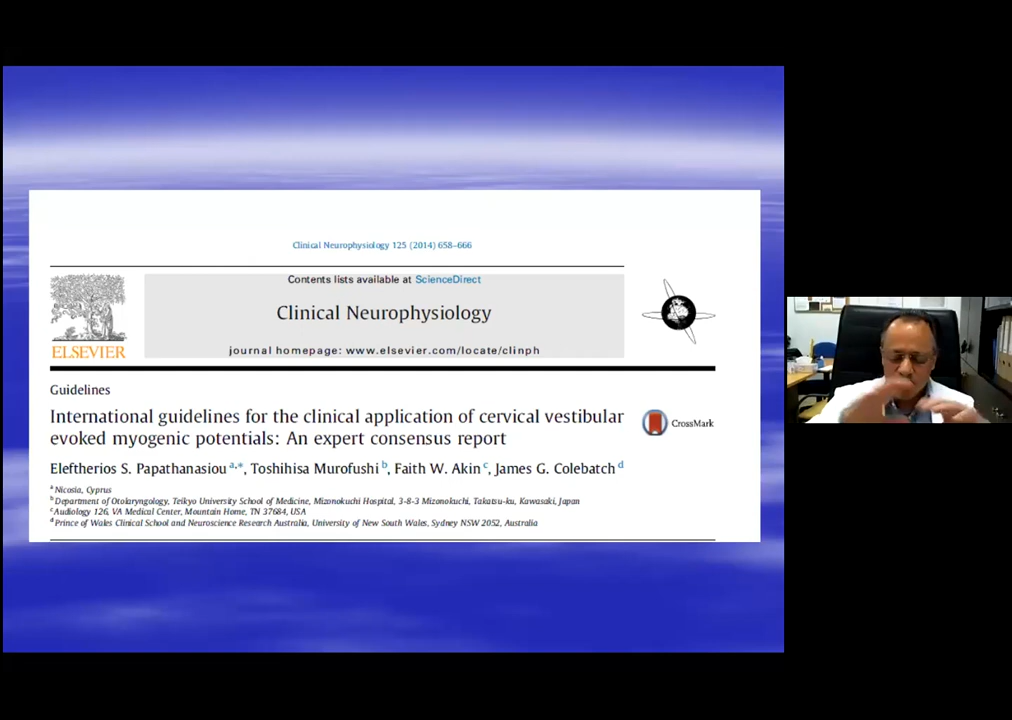 Clinical Neurophysiology 125 (2014) 658–666
Contents lists available at ScienceDirect
Clinical Neurophysiology
journal homepage: www.elsevier.com/locate/clinph
ELSEVIER
Guidelines
International guidelines for the clinical application of cervical vestibular
evoked myogenic potentials: An expert consensus report
CrossMark
Eleftherios S. Papathanasiou a,*, Toshihisa Murofushi b, Faith W. Akin c, James G. Colebatch d
a Nicosia, Cyprus
b Department of Otolaryngology, Teikyo University School of Medicine, Mizonokuchi Hospital, 3-8-3 Mizonokuchi, Takatsu-ku, Kawasaki, Japan
c Audiology 126, VA Medical Center, Mountain Home, TN 37684, USA
d Prince of Wales Clinical School and Neuroscience Research Australia, University of New South Wales, Sydney NSW 2052, Australia